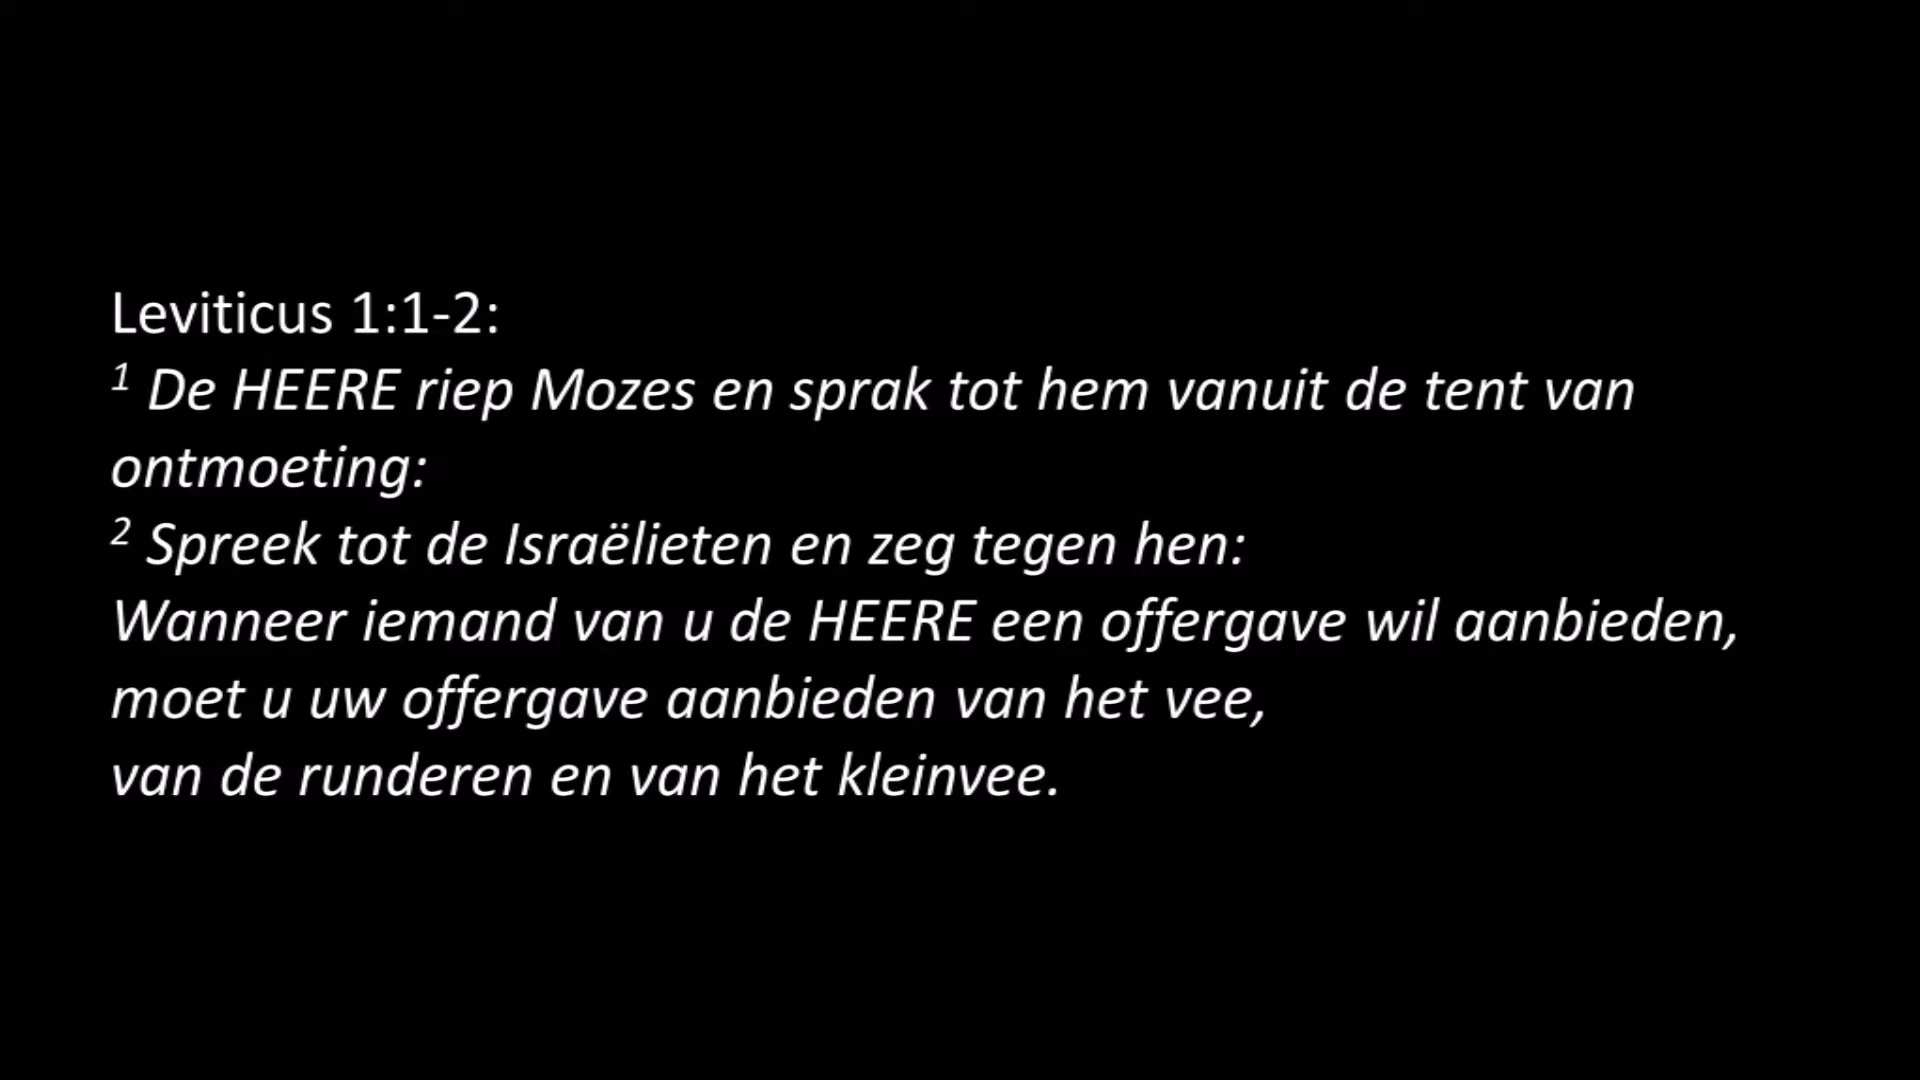 Leviticus 1:1-2:
¹ De HEERE riep Mozes en sprak tot hem vanuit de tent van
ontmoeting:
² Spreek tot de Israëlieten en zeg tegen hen:
Wanneer iemand van u de HEERE een offergave wil aanbieden,
moet u uw offergave aanbieden van het vee,
van de runderen en van het kleinvee.